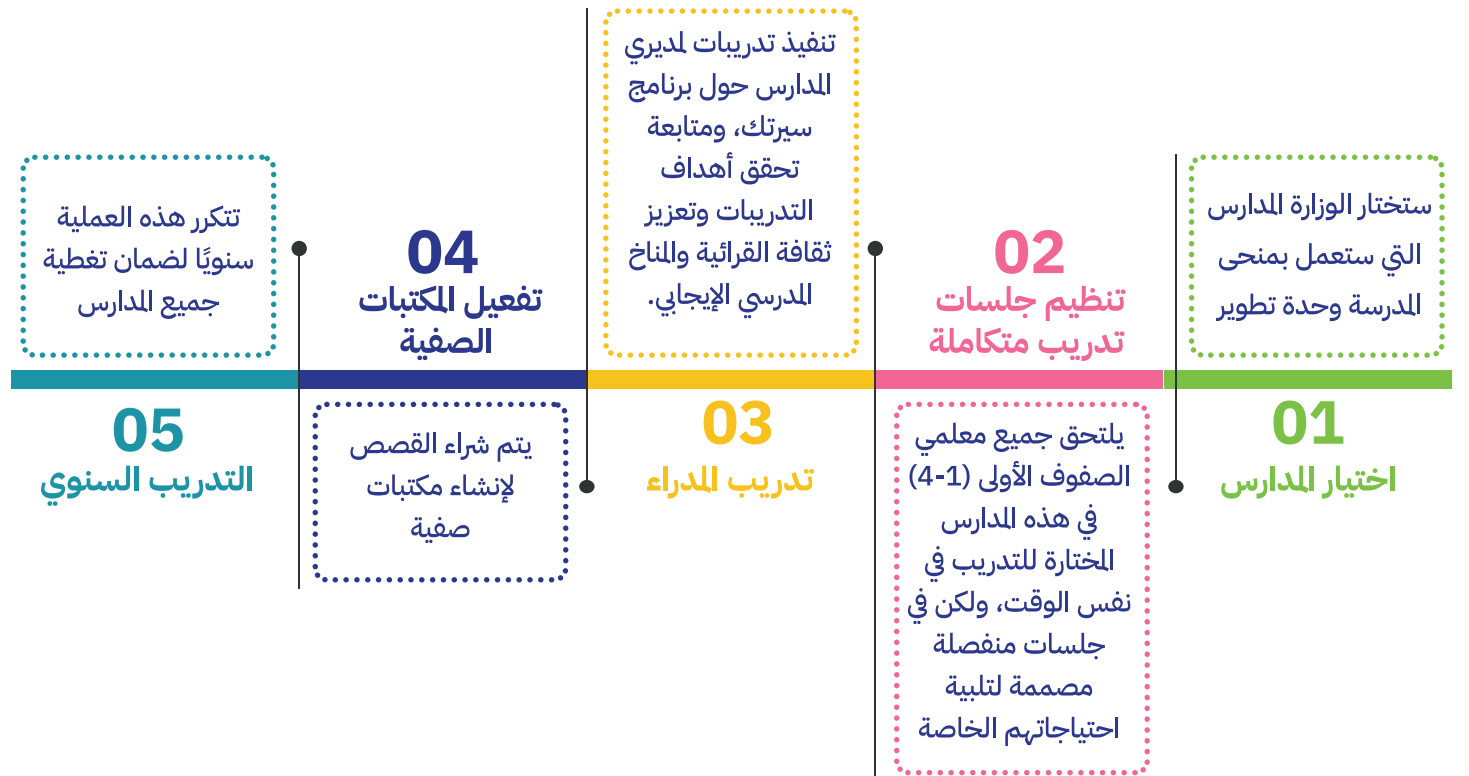 01
اختيار المدارس
ستختار الوزارة المدارس
التي ستعمل بمنحى
المدرسة وحدة تطوير
02
تنظيم جلسات
تدريب متكاملة
يلتحق جميع معلمي
الصفوف الأولى (1-4)
في هذه المدارس
المختارة للتدريب في
نفس الوقت، ولكن في
جلسات منفصلة
مصممة لتلبية
احتياجاتهم الخاصة
03
تدريب المدراء
تنفيذ تدريبات لمديري
المدارس حول برنامج
سيرتك، ومتابعة
تحقق أهداف
التدريبات وتعزيز
ثقافة القرائية والمناخ
المدرسي الإيجابي.
04
تفعيل المكتبات
الصفية
يتم شراء القصص
لإنشاء مكتبات
صفية
05
التدريب السنوي
تتكرر هذه العملية
سنويًا لضمان تغطية
جميع المدارس